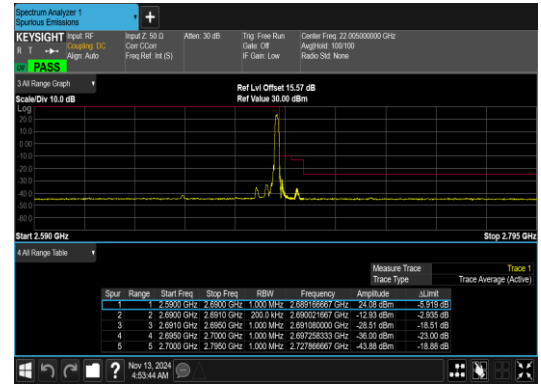 Spectrum Analyzer 1
Spurious Emissions
+
KEYSIGHT Input: RF Input Z: 50 Ω Atten: 30 dB Trig: Free Run Center Freq: 22.005000000 GHz
R T Coupling: DC Corr CCorr Gate: Off Avg|Hold: 100/100
Align: Auto Freq Ref: Int (S) IF Gain: Low Radio Std: None
PASS
3 All Range Graph
Ref Lvl Offset 15.57 dB
Scale/Div 10.0 dB Ref Value 30.00 dBm
Log
20.0
10.0
0.00
-10.0
-20.0
-30.0
-40.0
-50.0
-60.0
Start 2.590 GHz Stop 2.795 GHz
4 All Range Table
Measure Trace Trace 1
Trace Type Trace Average (Active)
Spur Range Start Freq Stop Freq RBW Frequency Amplitude ΔLimit
1 1 2.5900 GHz 2.6900 GHz 1.000 MHz 2.689166667 GHz 24.08 dBm -5.919 dB
2 2 2.6900 GHz 2.6910 GHz 200.0 kHz 2.690021667 GHz -12.93 dBm -2.935 dB
3 3 2.6910 GHz 2.6950 GHz 1.000 MHz 2.691080000 GHz -28.51 dBm -18.51 dB
4 4 2.6950 GHz 2.7000 GHz 1.000 MHz 2.697258333 GHz -36.00 dBm -23.00 dB
5 5 2.7000 GHz 2.7950 GHz 1.000 MHz 2.727866667 GHz -43.88 dBm -18.88 dB
? Nov 13, 2024
4:53:44 AM